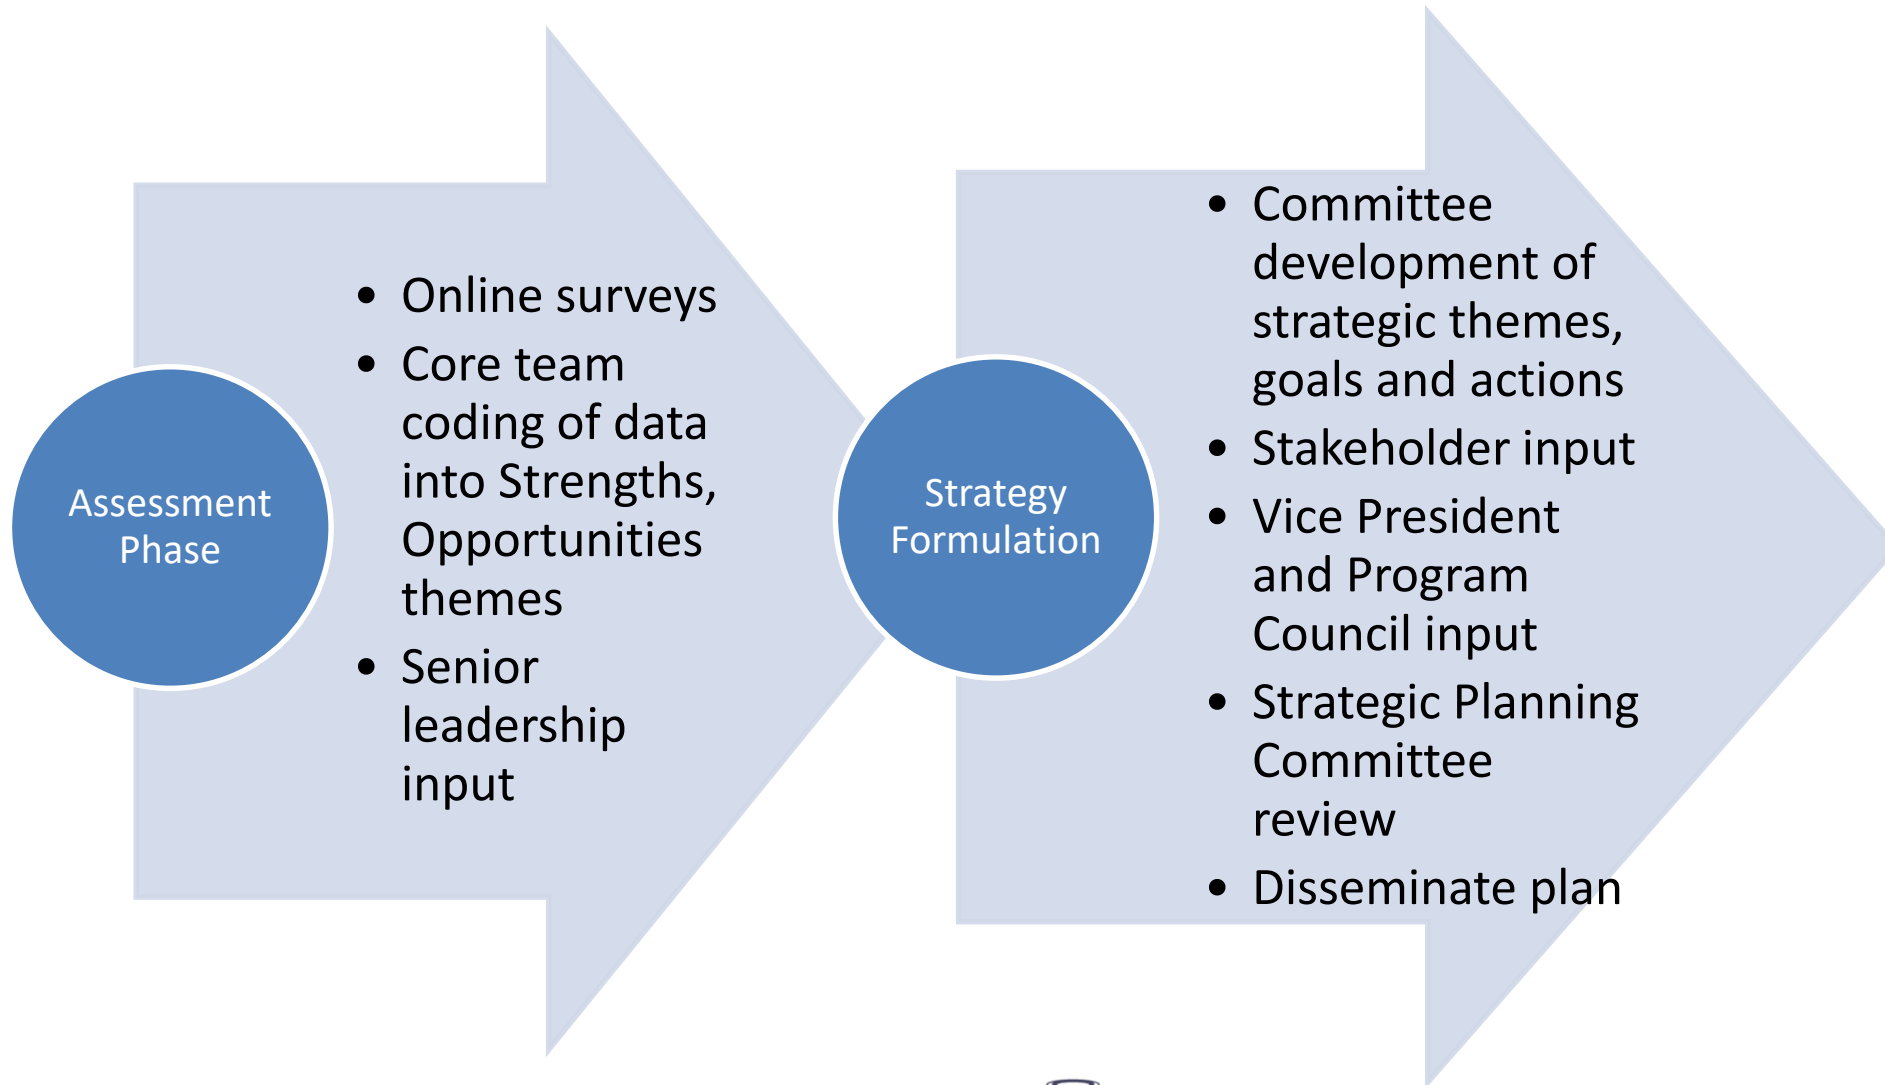 Assessment
Phase
• Online surveys
• Core team
coding of data
into Strengths,
Opportunities
themes
• Senior
leadership
input
Strategy
Formulation
• Committee
development of
strategic themes,
goals and actions
• Stakeholder input
• Vice President
and Program
Council input
• Strategic Planning
Committee
review
• Disseminate plan